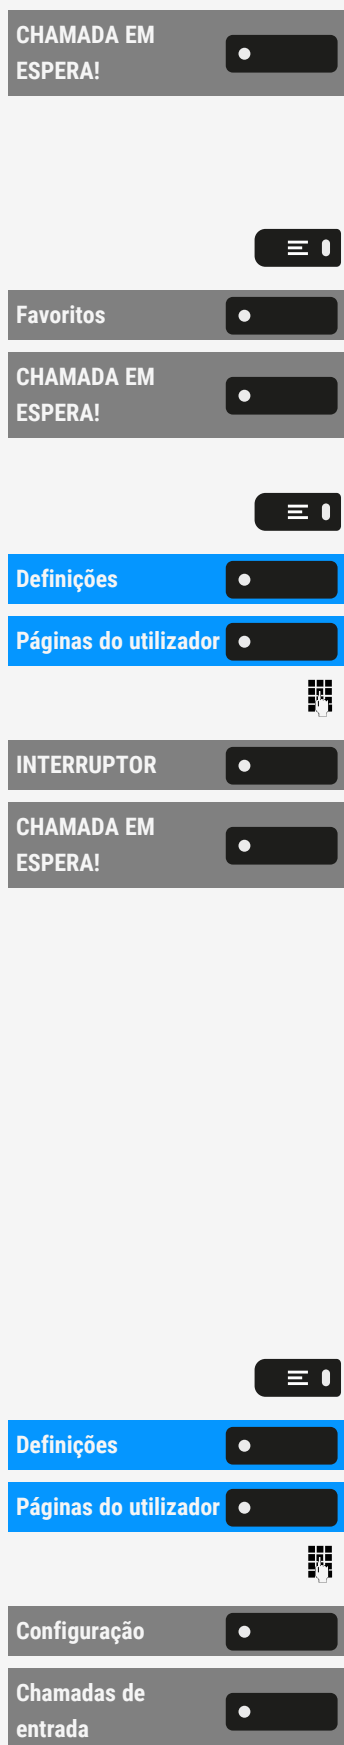 CHAMADA EM
ESPERA!
Favoritos
CHAMADA EM
ESPERA!
Definições
Páginas do utilizador
INTERRUPTOR
CHAMADA EM
ESPERA!
Definições
Páginas do utilizador
Configuração
Chamadas de
entrada